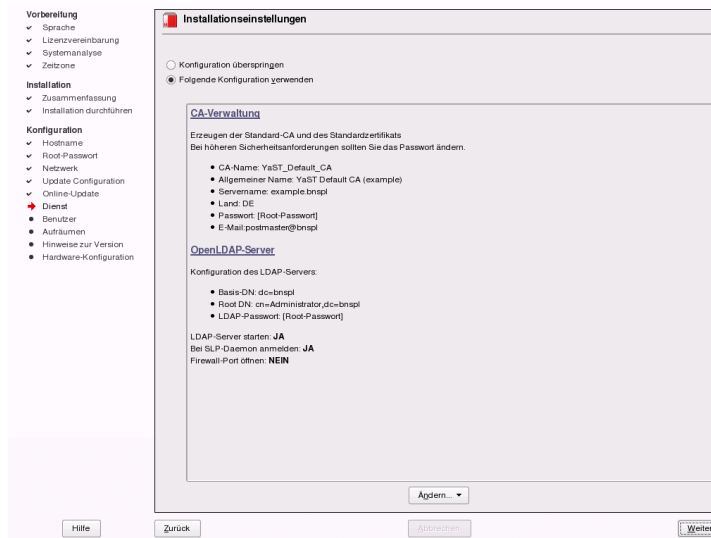 Vorbereitung
Sprache
Lizenzvereinbarung
Systemanalyse
Zeitzone
Installation
Zusammenfassung
Installation durchführen
Konfiguration
Hostname
Root-Passwort
Netzwerk
Update Configuration
Online-Update
Dienst
Benutzer
Aufräumen
Hinweise zur Version
Hardware-Konfiguration
Installationseinstellungen
Konfiguration überspringen
Folgende Konfiguration verwenden
CA-Verwaltung
Erzeugen der Standard-CA und des Standardzertifikats
Bei höheren Sicherheitsanforderungen sollten Sie das Passwort ändern.
CA-Name: YaST_Default_CA
Allgemeiner Name: YaST Default CA (example)
Servername: example.bnspl
Land: DE
Passwort: [Root-Passwort]
E-Mail:postmaster@bnspl
OpenLDAP-Server
Konfiguration des LDAP-Servers:
Basis-DN: dc=bnspl
Root DN: cn=Administrator,dc=bnspl
LDAP-Passwort: [Root-Passwort]
LDAP-Server starten: JA
Bei SLP-Daemon anmelden: JA
Firewall-Port öffnen: NEIN
Ändern...
Hilfe
Zurück
Abbrechen
Weiter